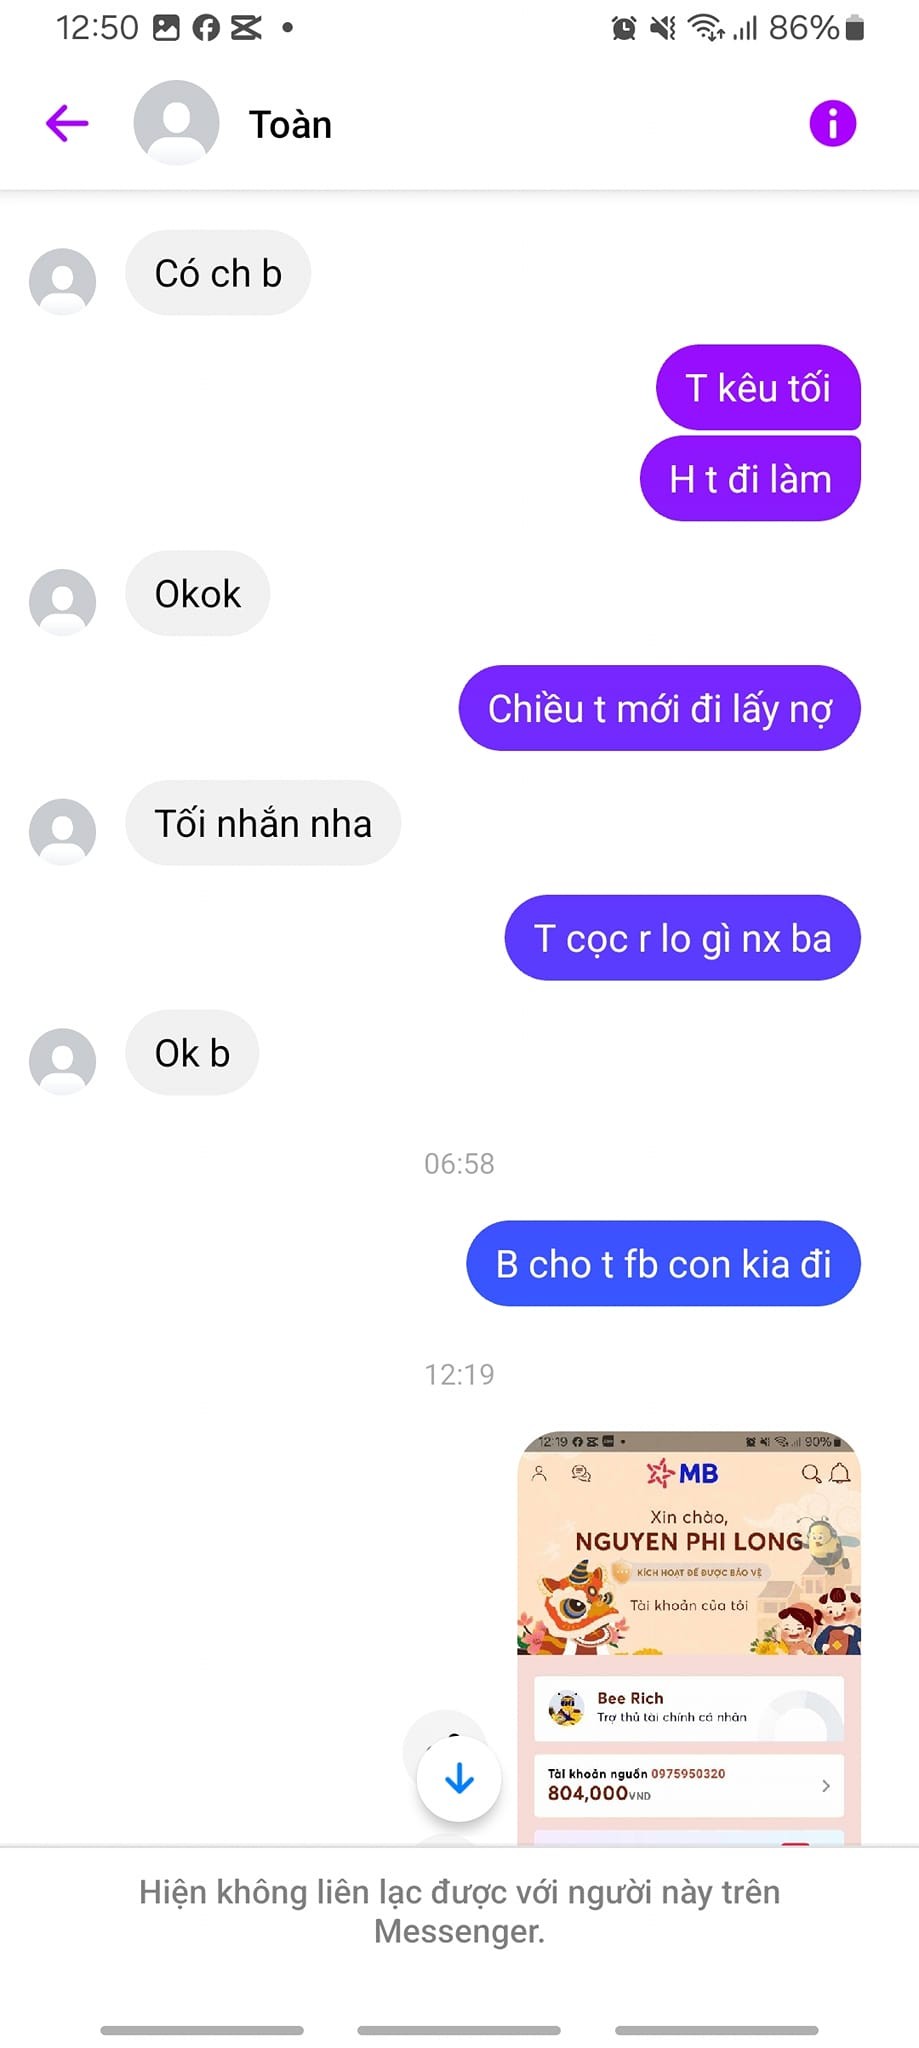 12:50
86%
Toàn
Có ch b
T kêu tối
H t đi làm
Okok
Chiều t mới đi lấy nợ
Tối nhắn nha
T cọc r lo gì nx ba
Ok b
06:58
B cho t fb con kia đi
12:19
12:19
90%
MB
Xin chào,
NGUYEN PHI LONG
KÍCH HOẠT ĐỂ ĐƯỢC BẢO VỆ
Tài khoản của tôi
Bee Rich
Trợ thủ tài chính cá nhân
Tài khoản nguồn 0975950320
804,000VND
Hiện không liên lạc được với người này trên
Messenger.